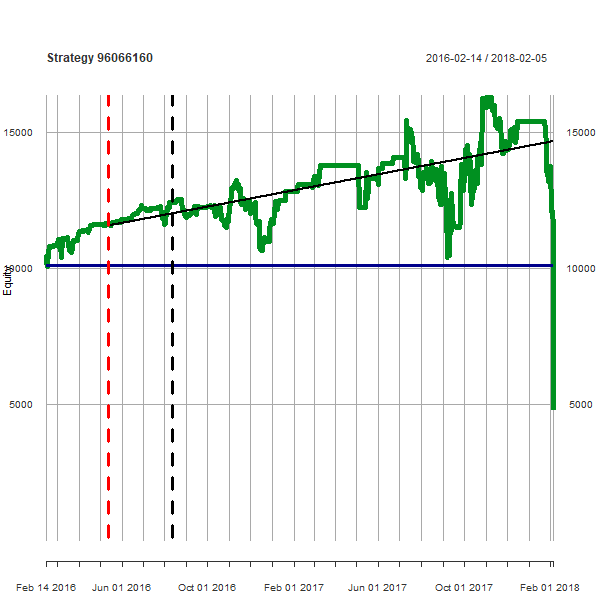 Strategy 96066160
2016-02-14 / 2018-02-05
15000
15000
10000
10000
Equity
5000
5000
Feb 14 2016
Jun 01 2016
Oct 01 2016
Feb 01 2017
Jun 01 2017
Oct 01 2017
Feb 01 2018